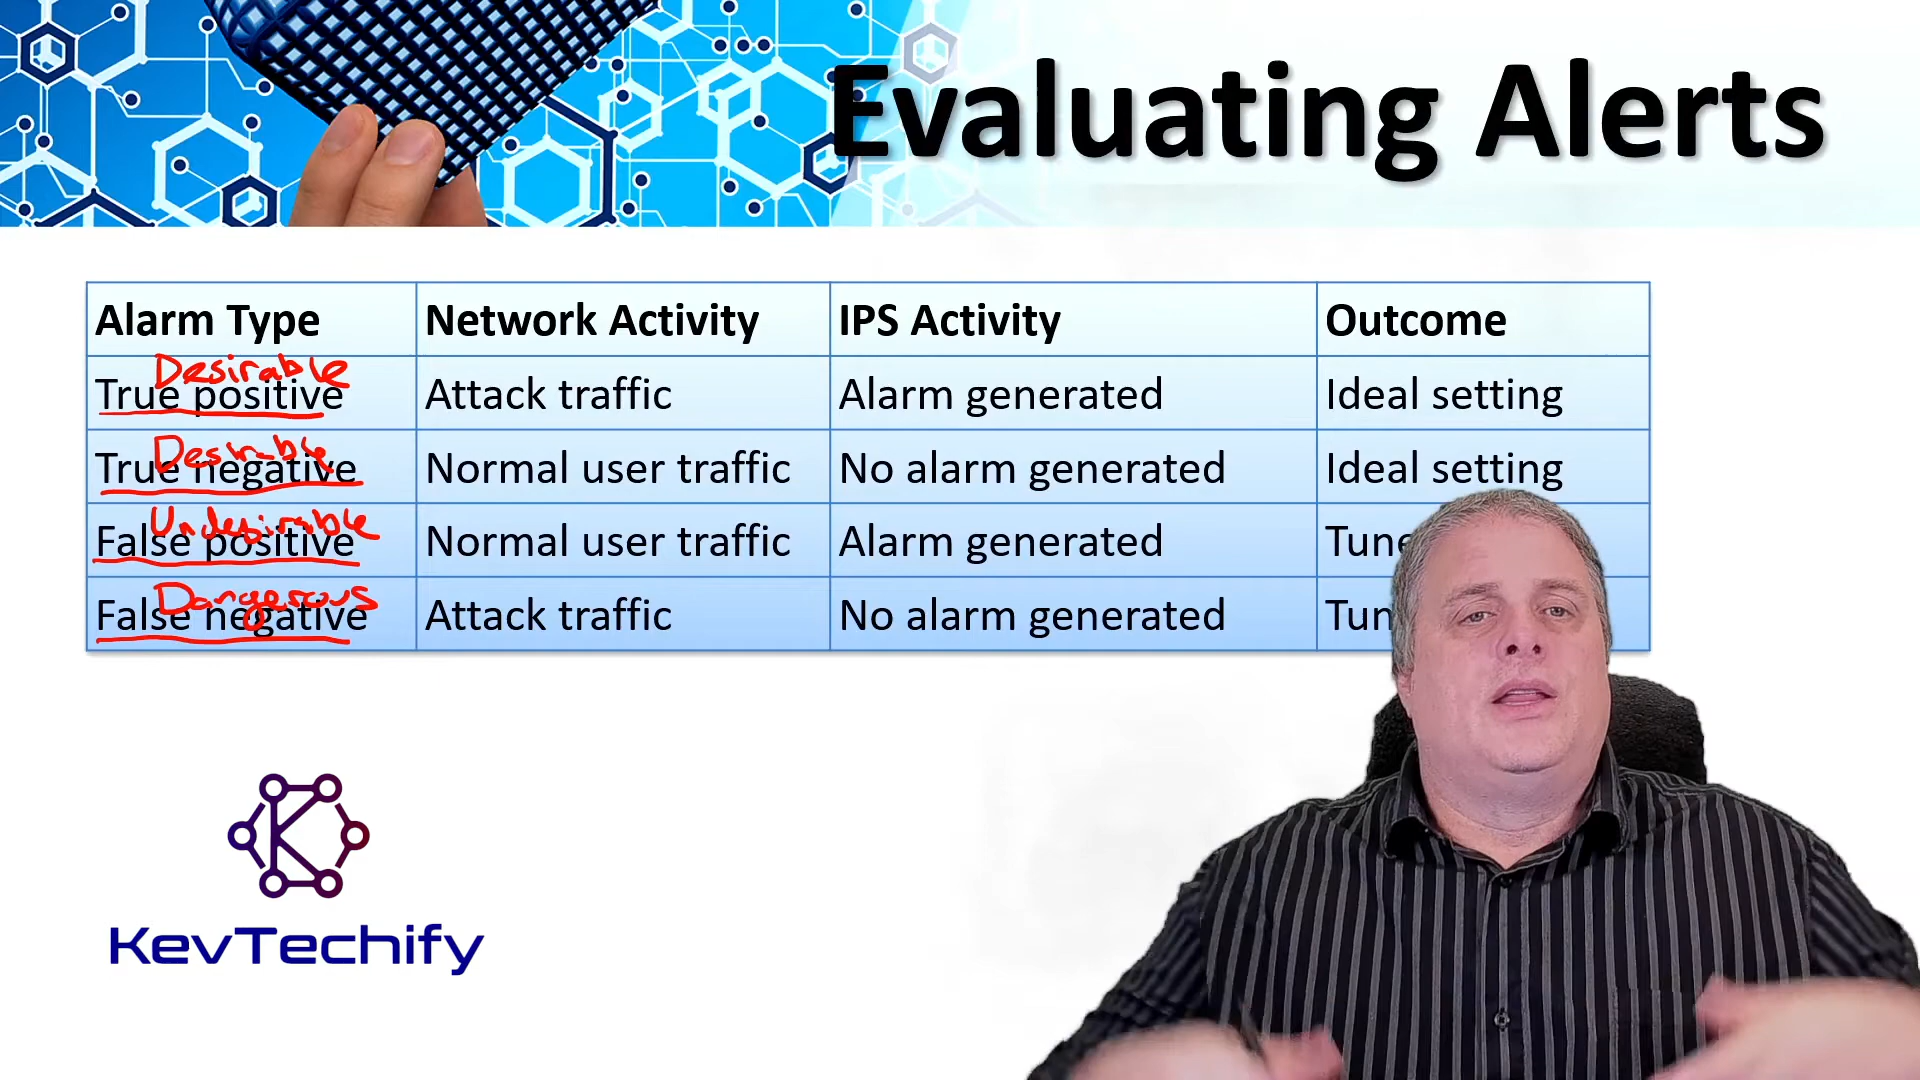 Evaluating Alerts
Alarm Type Network Activity IPS Activity Outcome
Desirable
True positive Attack traffic Alarm generated Ideal setting
Desirable
True negative Normal user traffic No alarm generated Ideal setting
Undesirable
False positive Normal user traffic Alarm generated Tune
Dangerous
False negative Attack traffic No alarm generated Tun
KevTechify